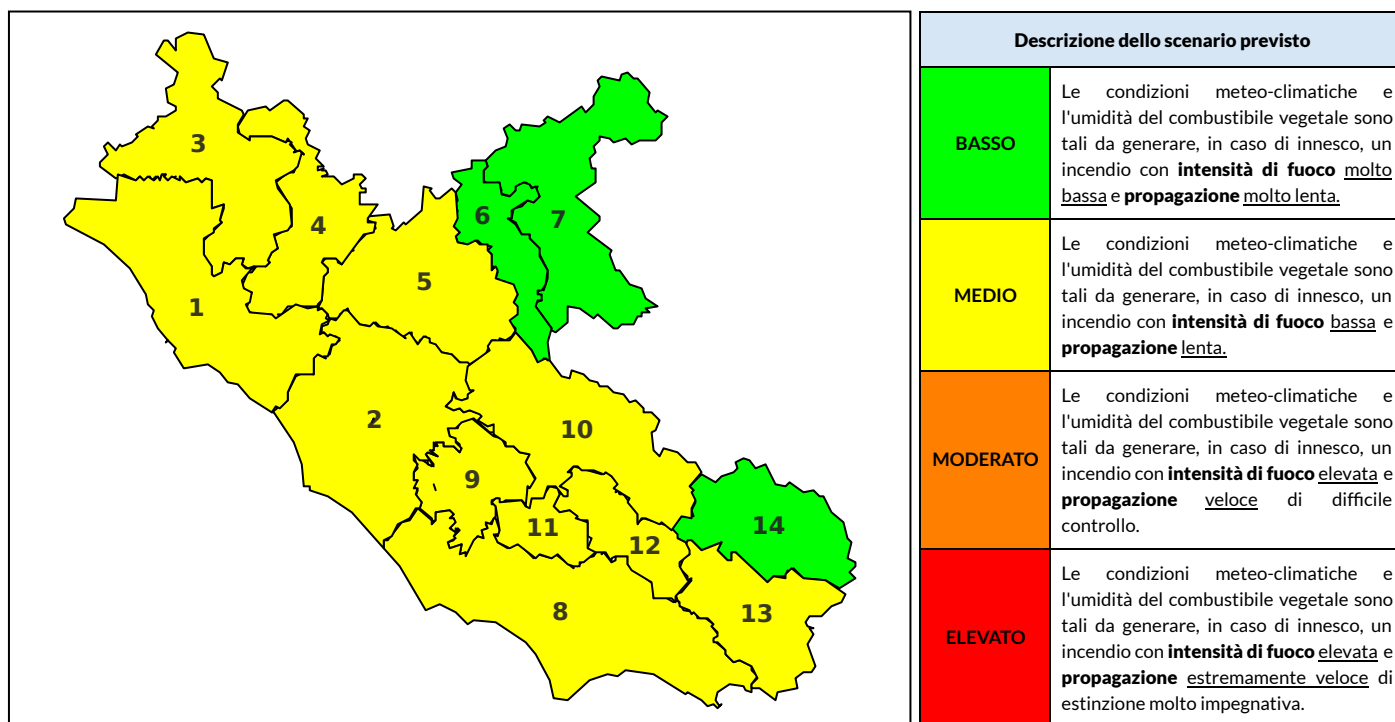 3
4
6
7
5
1
2
10
9
11
12
14
8
13
Descrizione dello scenario previsto
BASSO
Le condizioni meteo-climatiche e
l'umidità del combustibile vegetale sono
tali da generare, in caso di innesco, un
incendio con intensità di fuoco molto
bassa e propagazione molto lenta.
MEDIO
Le condizioni meteo-climatiche e
l'umidità del combustibile vegetale sono
tali da generare, in caso di innesco, un
incendio con intensità di fuoco bassa e
propagazione lenta.
MODERATO
Le condizioni meteo-climatiche e
l'umidità del combustibile vegetale sono
tali da generare, in caso di innesco, un
incendio con intensità di fuoco elevata e
propagazione veloce di difficile
controllo.
ELEVATO
Le condizioni meteo-climatiche e
l'umidità del combustibile vegetale sono
tali da generare, in caso di innesco, un
incendio con intensità di fuoco elevata e
propagazione estremamente veloce di
estinzione molto impegnativa.